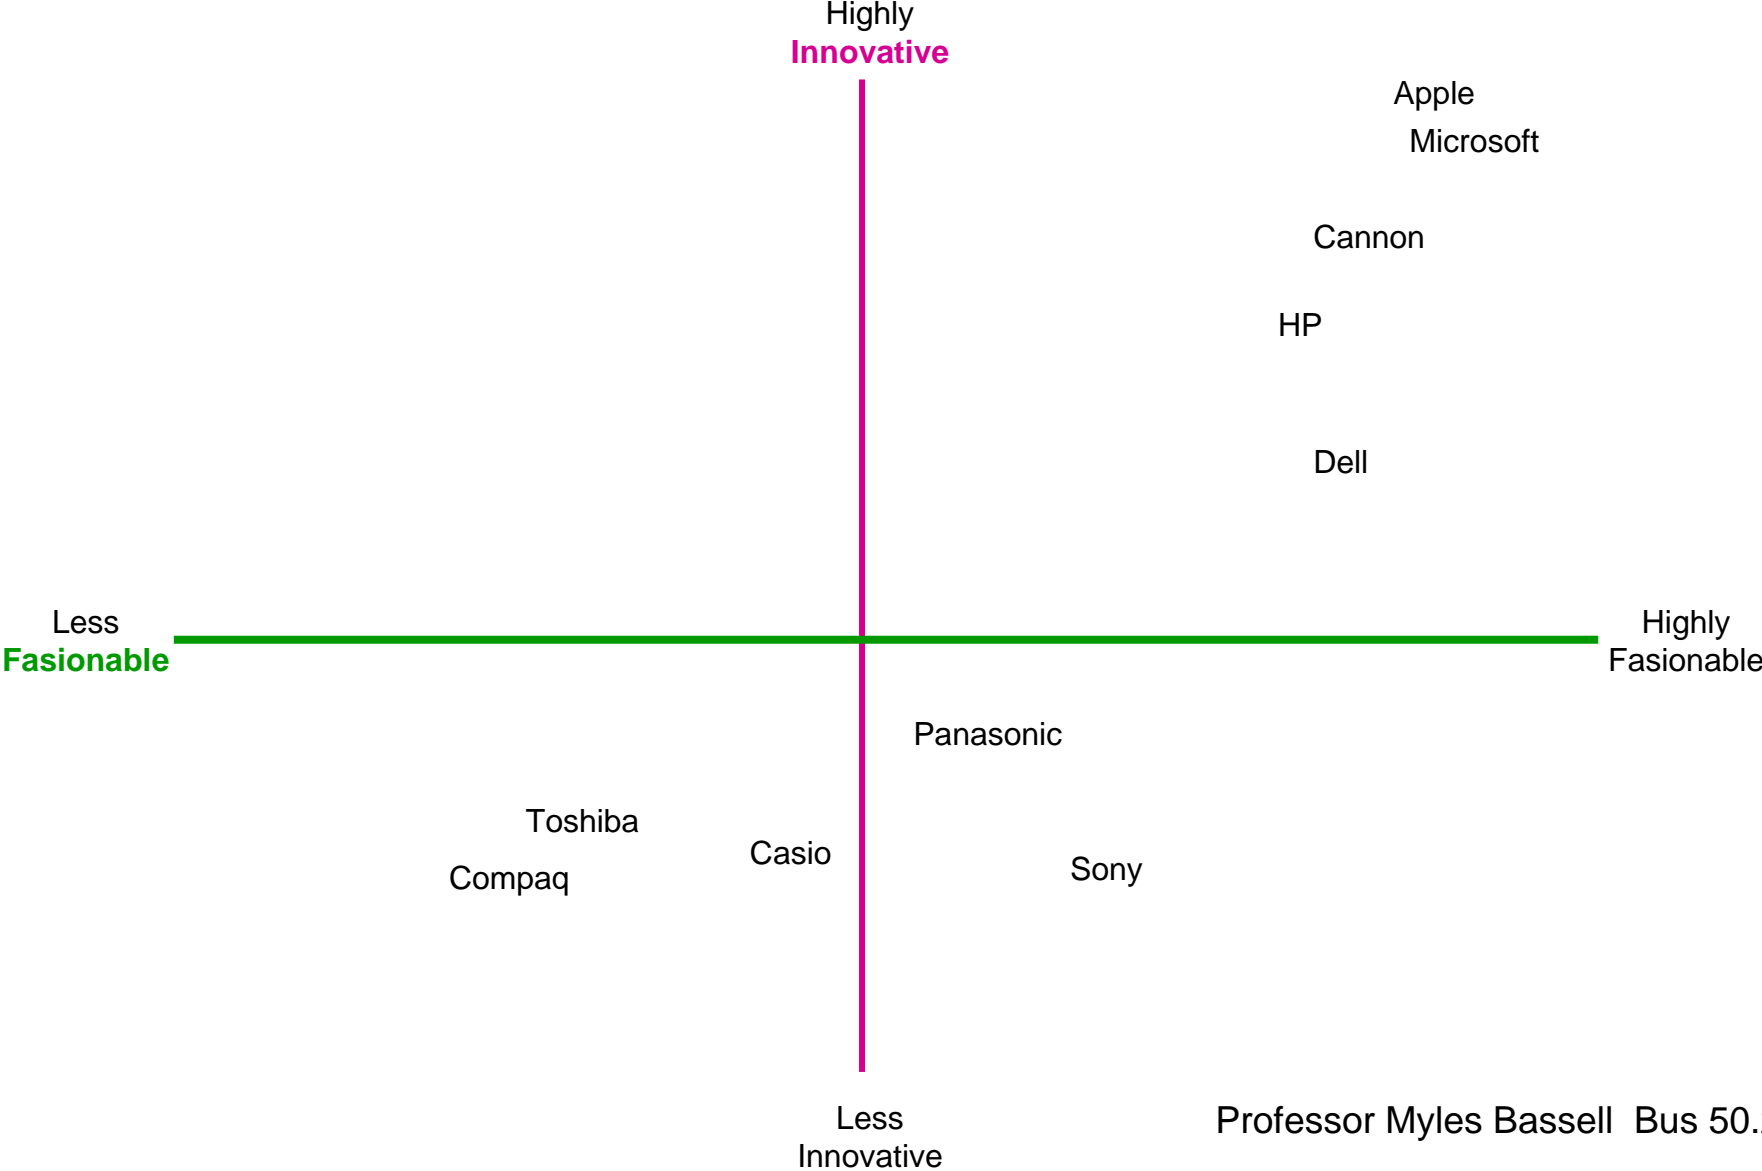 Highly
Innovative
Apple
Microsoft
Cannon
HP
Dell
Less
Fasionable
Highly
Fasionable
Panasonic
Toshiba
Casio
Sony
Compaq
Less
Innovative
Professor Myles Bassell Bus 50..